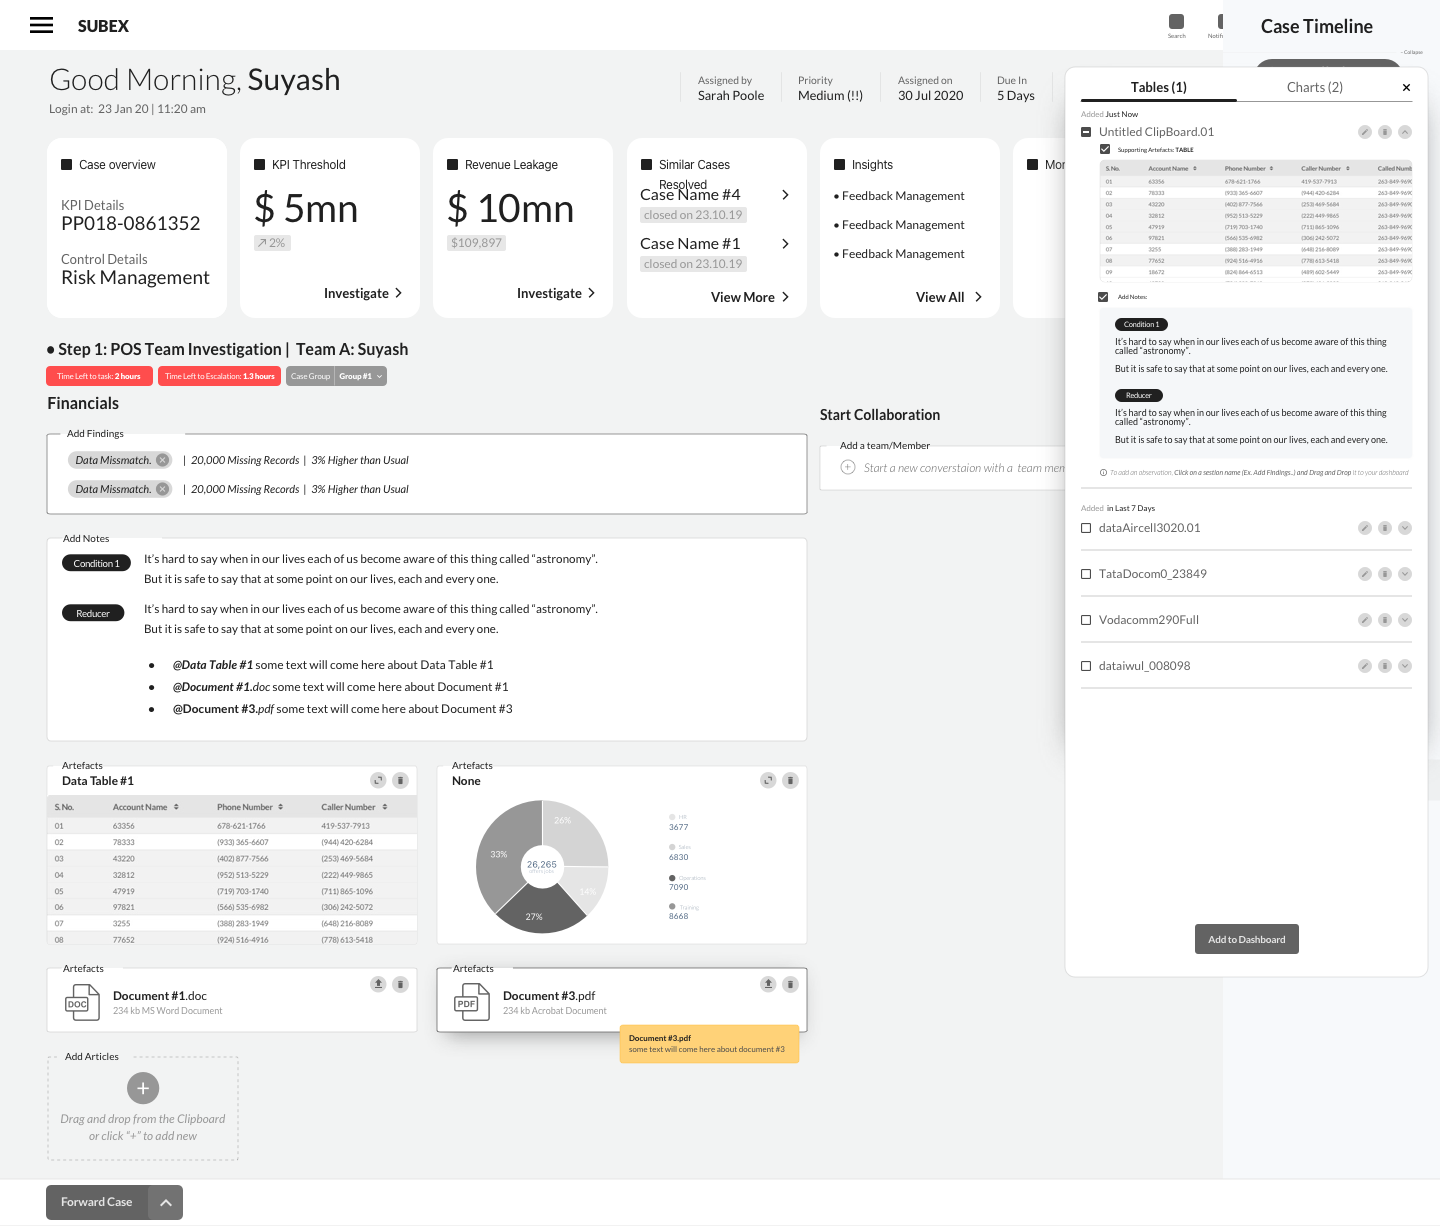 SUBEX
Search
Case Timeline
- Collapse
Good Morning, Suyash
Login at: 23 Jan 20 | 11:20 am
Assigned by
Sarah Poole
Priority
Medium (!!)
Assigned on
30 Jul 2020
Due In
5 Days
Case overview
KPI Details
PP018-0861352
Control Details
Risk Management
KPI Threshold
$ 5mn
2%
Investigate
Revenue Leakage
$ 10mn
$109,897
Investigate
Similar Cases
Resolved
Case Name #4
closed on 23.10.19
Case Name #1
closed on 23.10.19
View More
Insights
• Feedback Management
• Feedback Management
• Feedback Management
View All
• Step 1: POS Team Investigation | Team A: Suyash
Time Left to task: 2 hours
Time Left to Escalation: 1.3 hours
Case Group
Group #1
Financials
Add Findings
Data Missmatch. | 20,000 Missing Records | 3% Higher than Usual
Data Missmatch. | 20,000 Missing Records | 3% Higher than Usual
Start Collaboration
Add a team/Member
Start a new converstaion with a team
Add Notes
Condition 1
It's hard to say when in our lives each of us become aware of this thing called “astronomy”.
But it is safe to say that at some point on our lives, each and every one.
Reducer
It's hard to say when in our lives each of us become aware of this thing called “astronomy”.
But it is safe to say that at some point on our lives, each and every one.
• @Data Table #1 some text will come here about Data Table #1
• @Document #1.doc some text will come here about Document #1
• @Document #3.pdf some text will come here about Document #3
Artefacts
Data Table #1
S. No. Account Name Phone Number Caller Number
01 63356 678-621-1766 419-537-7913
02 78333 (933) 365-6607 (944) 420-6284
03 43220 (402) 877-7566 (253) 469-5684
04 32812 (952) 513-5229 (222) 449-9865
05 47919 (719) 703-1740 (711) 865-1096
06 97821 (566) 535-6982 (306) 242-5072
07 3255 (388) 283-1949 (648) 216-8089
08 77652 (924) 516-4916 (778) 613-5418
Artefacts
None
26%
33%
26,265
14%
27%
HR
3677
Sales
6830
Operations
7090
Training
8668
Artefacts
DOC
Document #1.doc
234 kb MS Word Document
Artefacts
PDF
Document #3.pdf
234 kb Acrobat Document
Document #3.pdf
some text will come here about document #3
Add Articles
Drag and drop from the Clipboard
or click “+” to add new
Forward Case
Tables (1)
Charts (2)
Added Just Now
Untitled ClipBoard.01
Supporting Artefacts: TABLE
S. No. Account Name Phone Number Caller Number Called
01 63356 678-621-1766 419-537-7913 263-849-969
02 78333 (933) 365-6607 (944) 420-6284 263-849-969
03 43220 (402) 877-7566 (253) 469-5684 263-849-969
04 32812 (952) 513-5229 (222) 449-9865 263-849-969
05 47919 (719) 703-1740 (711) 865-1096 263-849-969
06 97821 (566) 535-6982 (306) 242-5072 263-849-969
07 3255 (388) 283-1949 (648) 216-8089 263-849-969
08 77652 (924) 516-4916 (778) 613-5418 263-849-969
09 18672 (824) 864-6513 (489) 602-5449 263-849-969
Add Notes:
Condition 1
It's hard to say when in our lives each of us become aware of this thing
called “astronomy”.
But it is safe to say that at some point on our lives, each and every one.
Reducer
It's hard to say when in our lives each of us become aware of this thing
called “astronomy”.
But it is safe to say that at some point on our lives, each and every one.
To add an observation, Click on a sestion name (Ex. Add Findings..) and Drag and Drop it to your dashboard
Added in Last 7 Days
dataAircell3020.01
TataDocom0_23849
Vodacomm290Full
dataiwul_008098
Add to Dashboard